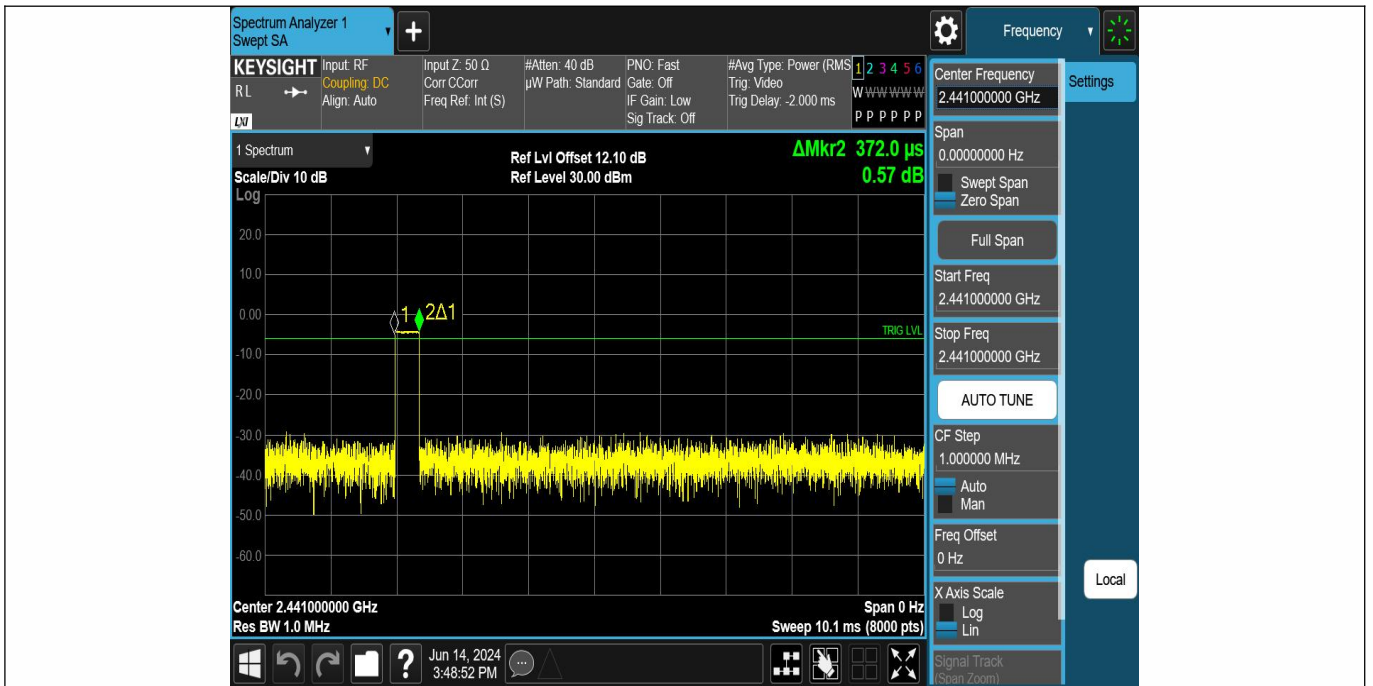 Spectrum Analyzer 1
Swept SA
Frequency
KEYSIGHT
RL
LXI
Input: RF
Coupling: DC
Align: Auto
Input Z: 50 Ω
Corr CCorr
Freq Ref: Int (S)
#Atten: 40 dB
µW Path: Standard
PNO: Fast
Gate: Off
IF Gain: Low
Sig Track: Off
#Avg Type: Power (RMS
Trig: Video
Trig Delay: -2.000 ms
1 2 3 4 5 6
W W W W W W
P P P P P P
1 Spectrum
Scale/Div 10 dB
Ref Lvl Offset 12.10 dB
Ref Level 30.00 dBm
ΔMkr2 372.0 µs
0.57 dB
Log
20.0
10.0
0.00
-10.0
-20.0
-30.0
-40.0
-50.0
-60.0
1
2Δ1
TRIG LVL
Center 2.441000000 GHz
Res BW 1.0 MHz
Span 0 Hz
Sweep 10.1 ms (8000 pts)
Center Frequency
2.441000000 GHz
Settings
Span
0.00000000 Hz
Swept Span
Zero Span
Full Span
Start Freq
2.441000000 GHz
Stop Freq
2.441000000 GHz
AUTO TUNE
CF Step
1.000000 MHz
Auto
Man
Freq Offset
0 Hz
Local
X Axis Scale
Log
Lin
Signal Track
(Span Zoom)
?
Jun 14, 2024
3:48:52 PM